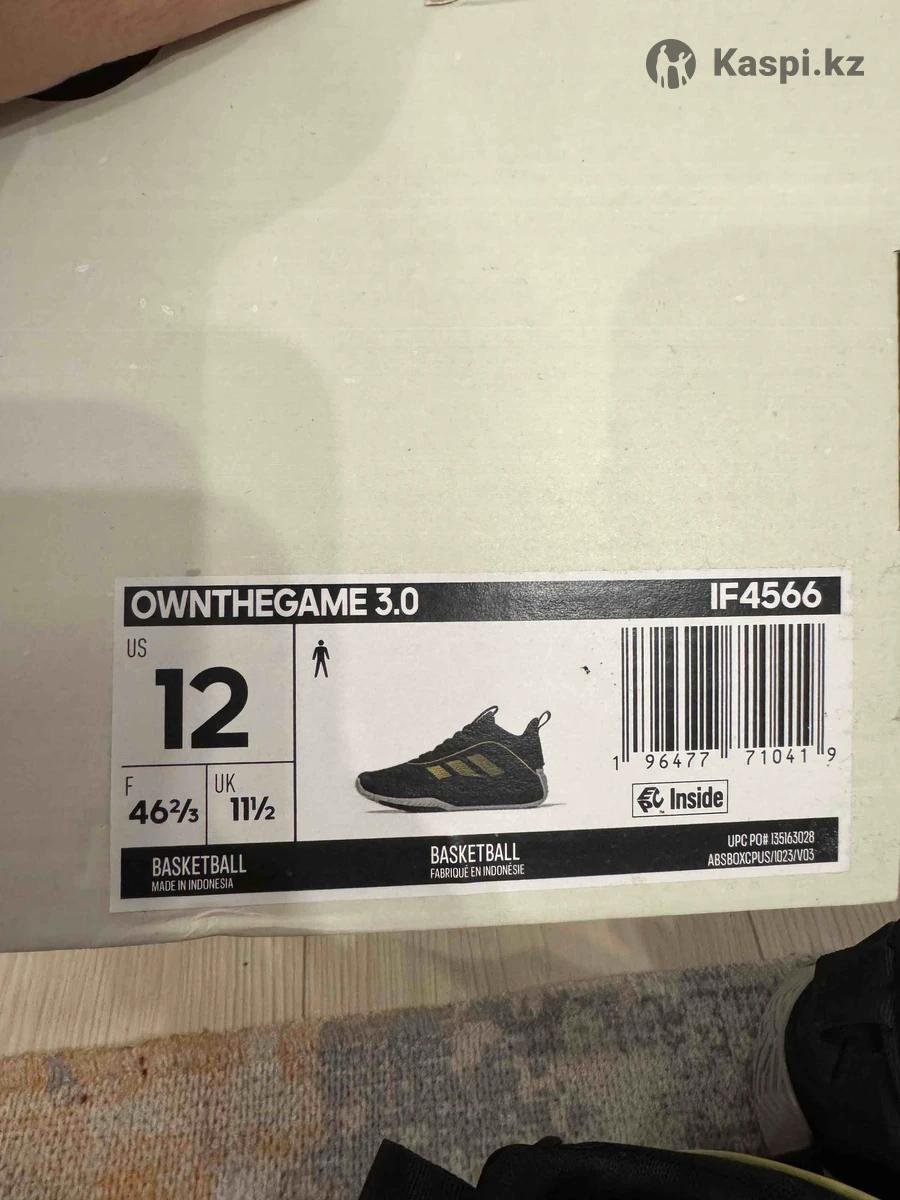 Kaspi.kz
OWNTHEGAME 3.0 IF4566
US
12
F
46⅔
UK
11½
1 96477 71041 9
EPC Inside
BASKETBALL
MADE IN INDONESIA
BASKETBALL
FABRIQUÉ EN INDONÉSIE
UPC PO# 135163028
ABSBOXCPUS/1023/V03